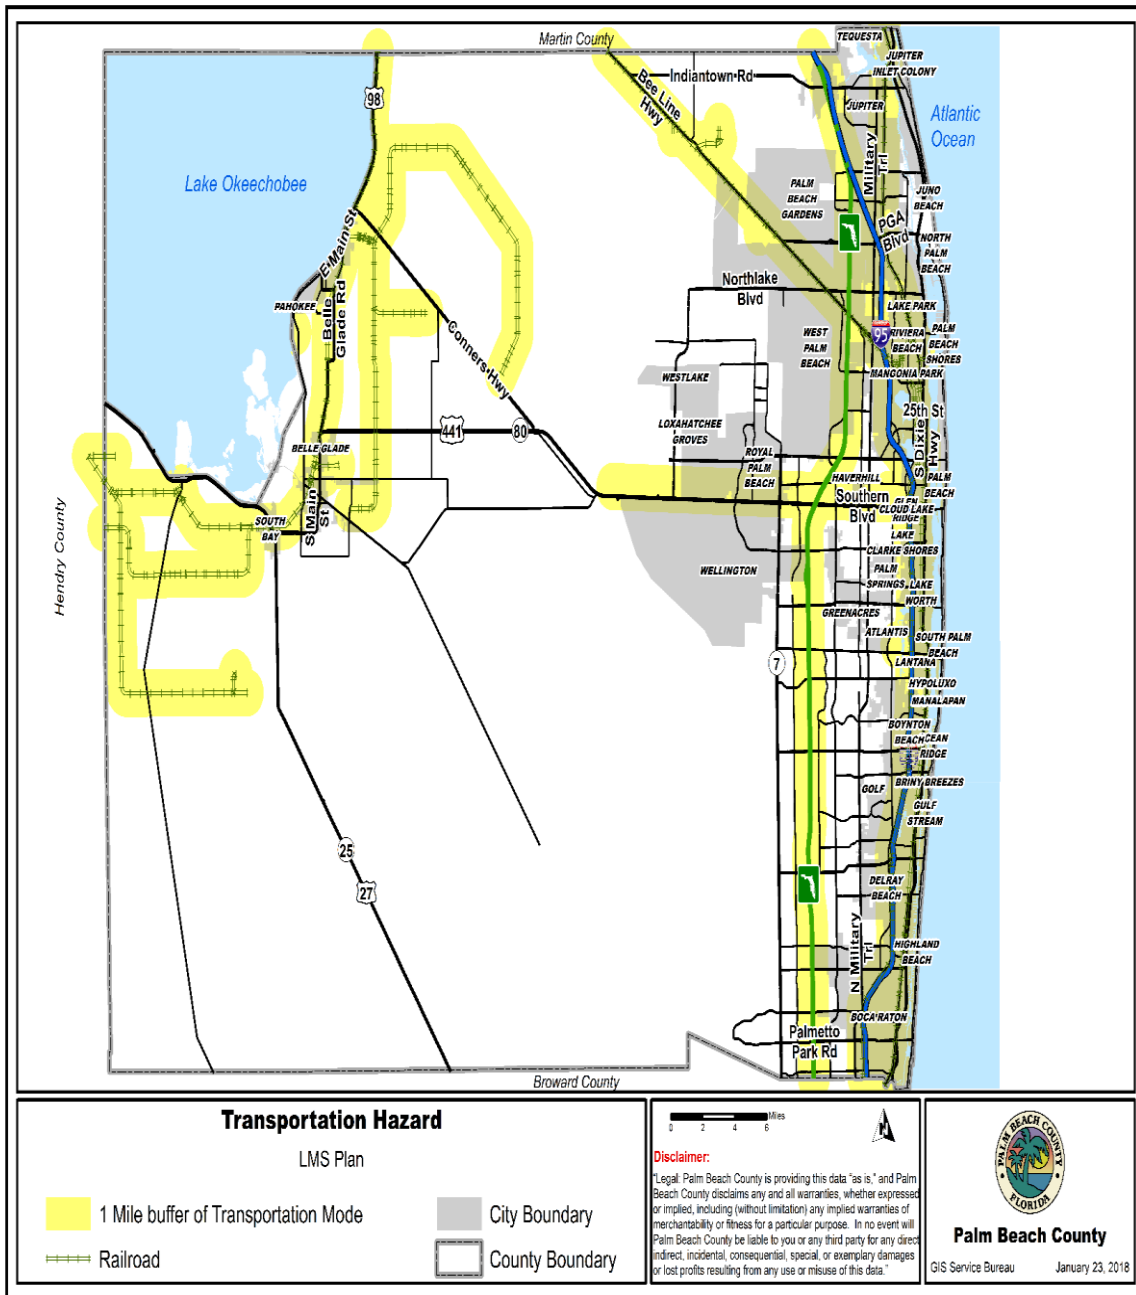 Martin County
TEQUESTA
JUPITER
INLET COLONY
Indiantown Rd
Bee Line
Hwy
98
JUPITER
Atlantic
Ocean
Military
Trl
Lake Okeechobee
PALM
BEACH
GARDENS
JUNO
BEACH
PGA
Blvd
NORTH
PALM
BEACH
E Main St
Northlake
Blvd
PAHOKEE
Belle
Glade Rd
LAKE PARK
95
RIVIERA
BEACH
PALM
BEACH
SHORES
WEST
PALM
BEACH
Conners Hwy
MANGONIA PARK
WESTLAKE
25th St
LOXAHATCHEE
GROVES
441
80
S Dixie
Hwy
BELLE GLADE
ROYAL
PALM
BEACH
HAVERHILL
PALM
BEACH
Southern
Blvd
GLEN
CLOUD LAKE
RIDGE
SOUTH
BAY
S Main
St
LAKE
CLARKE SHORES
WELLINGTON
PALM
SPRINGS
LAKE
WORTH
Hendry County
GREENACRES
ATLANTIS
SOUTH PALM
BEACH
LANTANA
7
HYPOLUXO
MANALAPAN
BOYNTON
BEACH
CEAN
RIDGE
BRINY BREEZES
GOLF
GULF
STREAM
25
27
DELRAY
BEACH
N Military
Trl
HIGHLAND
BEACH
BOCA RATON
Palmetto
Park Rd
Broward County
Transportation Hazard
LMS Plan
1 Mile buffer of Transportation Mode
City Boundary
Railroad
County Boundary
Miles
0 2 4 6
N
Disclaimer:
"Legal: Palm Beach County is providing this data "as is," and Palm
Beach County disclaims any and all warranties, whether expressed
or implied, including (without limitation) any implied warranties of
merchantability or fitness for a particular purpose. In no event will
Palm Beach County be liable to you or any third party for any direct
indirect, incidental, consequential, special, or exemplary damages
or lost profits resulting from any use or misuse of this data."
PALM BEACH COUNTY
FLORIDA
Palm Beach County
GIS Service Bureau
January 23, 2018